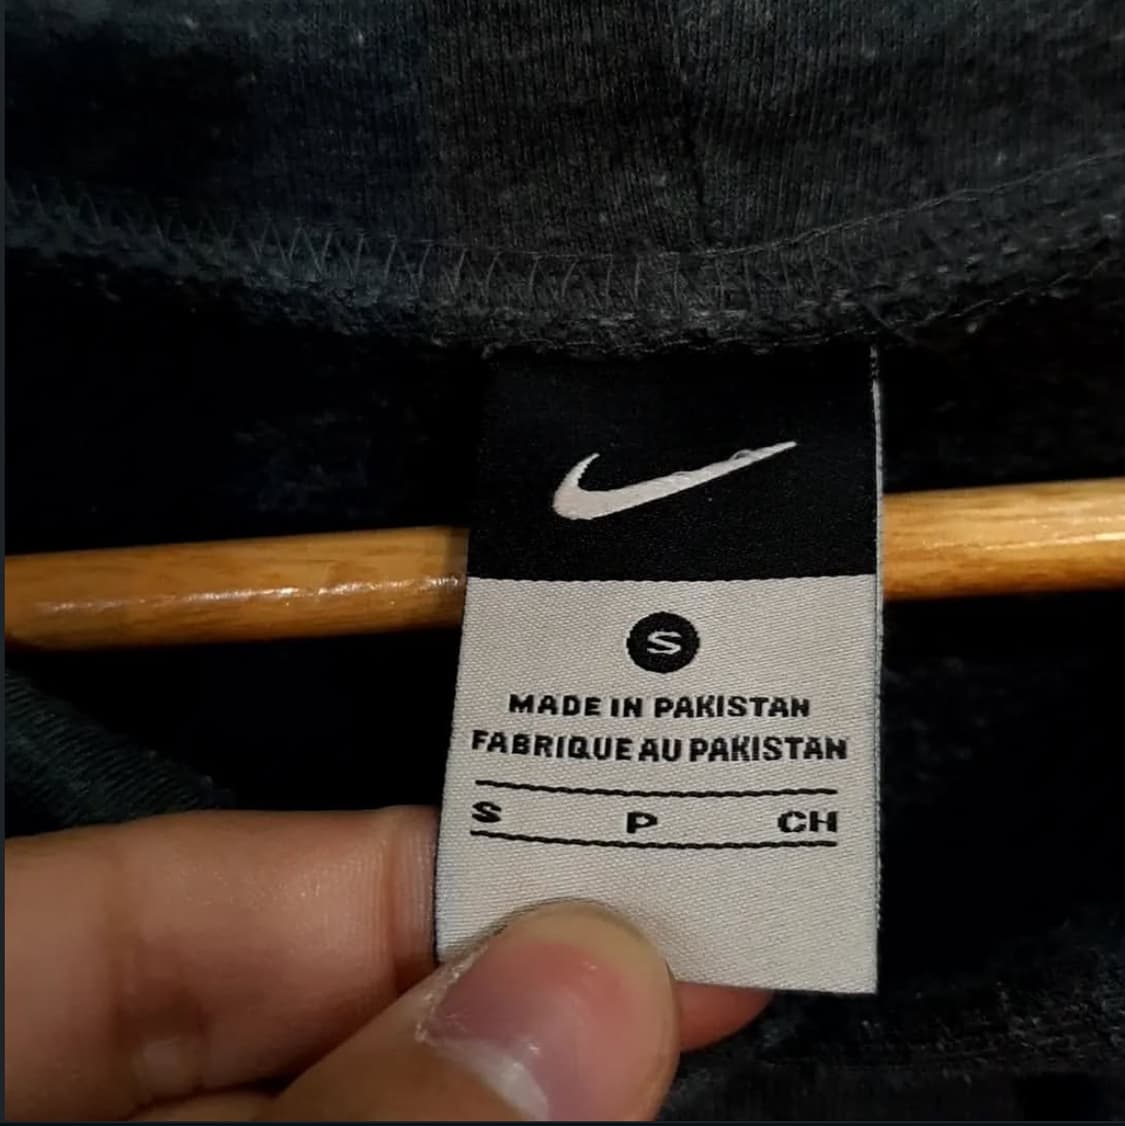 S
MADE IN PAKISTAN
FABRIQUE AU PAKISTAN
S P CH